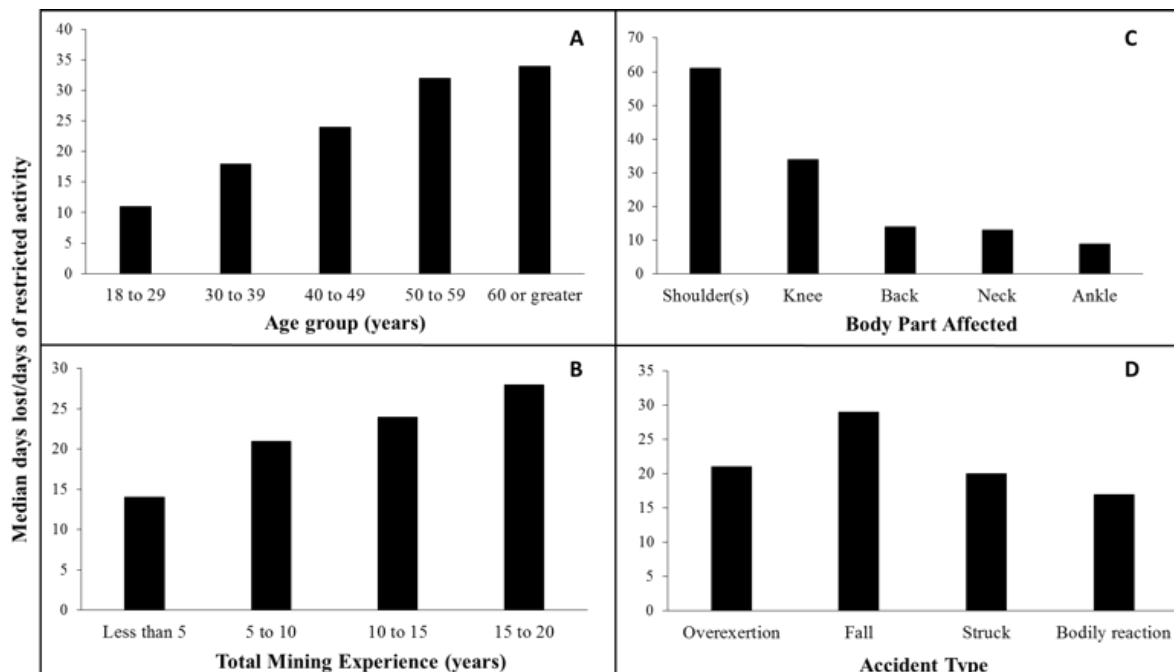 Median days lost/days of restricted activity
A
40
35
30
25
20
15
10
5
0
18 to 29 30 to 39 40 to 49 50 to 59 60 or greater
Age group (years)
C
70
60
50
40
30
20
10
0
Shoulder(s) Knee Back Neck Ankle
Body Part Affected
B
30
25
20
15
10
5
0
Less than 5 5 to 10 10 to 15 15 to 20
Total Mining Experience (years)
D
35
30
25
20
15
10
5
0
Overexertion Fall Struck Bodily reaction
Accident Type